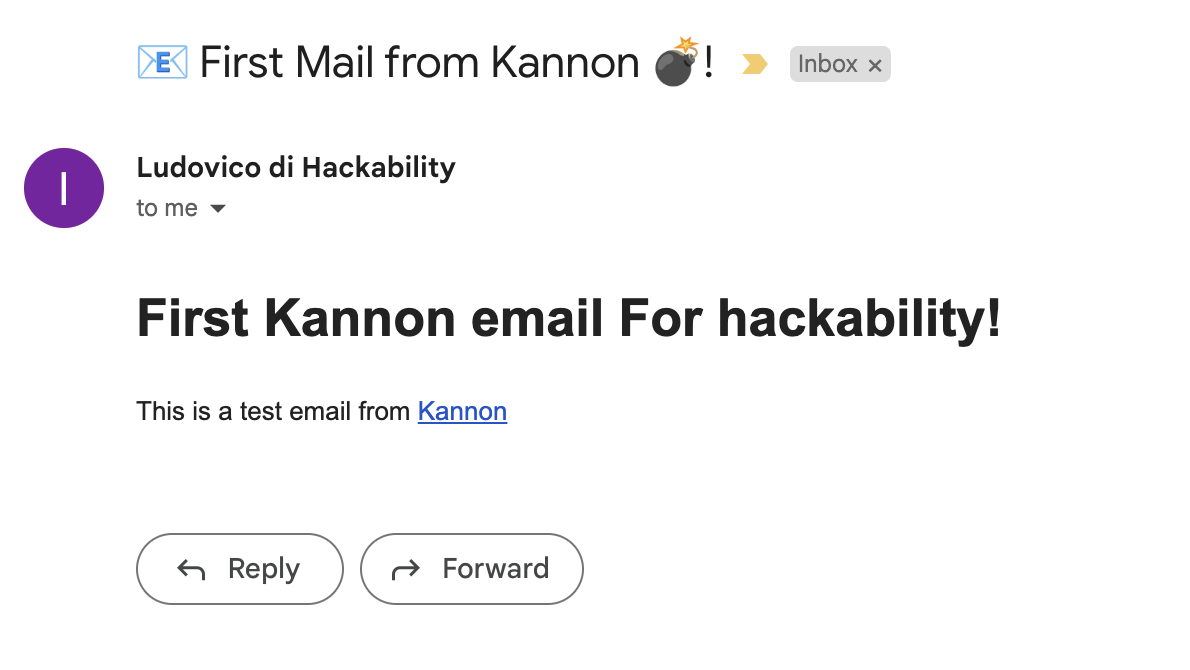 📧 First Mail from Kannon 💣! Inbox ×
l
Ludovico di Hackability
to me
First Kannon email For hackability!
This is a test email from Kannon
Reply Forward